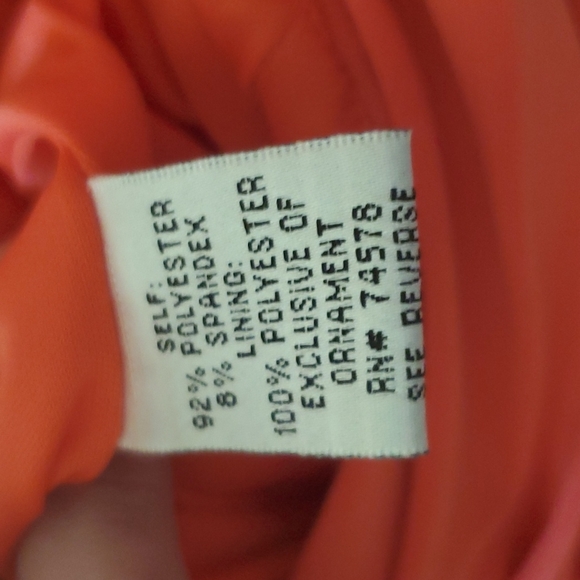 SELF:
92% POLYESTER
8% SPANDEX
LINING:
100% POLYESTER
EXCLUSIVE OF
ORNAMENT
RN# 74578
SEE REVERSE